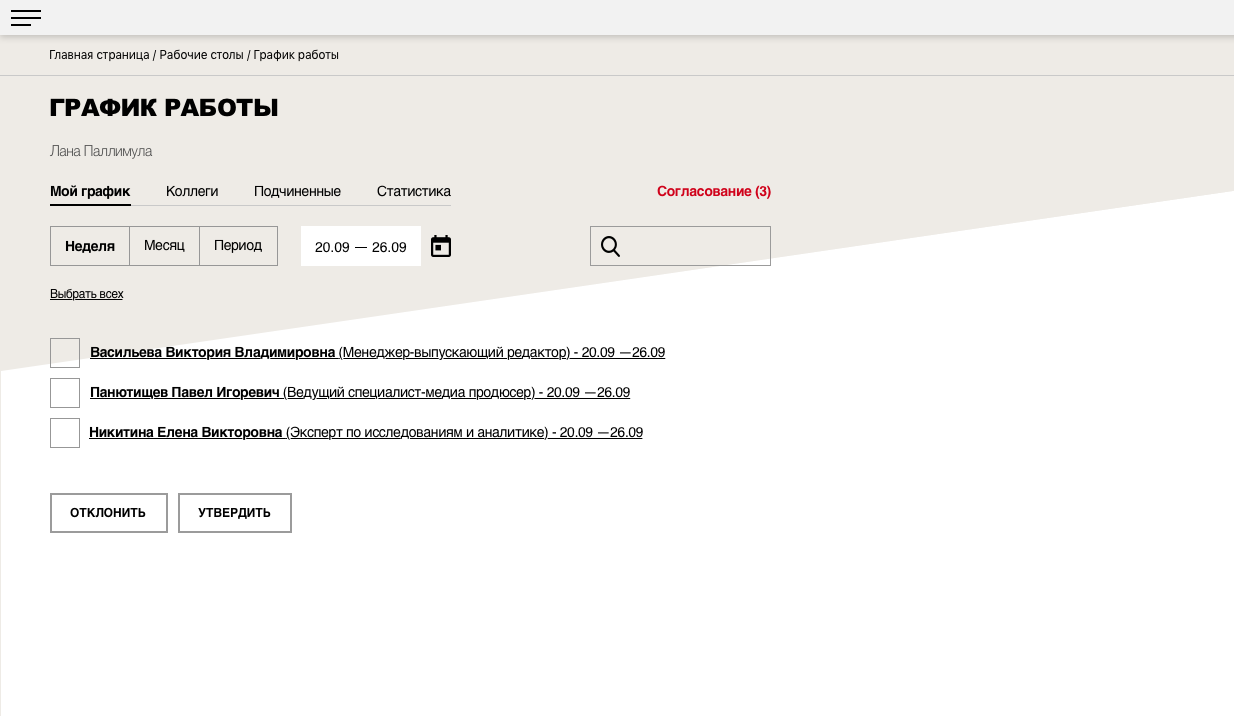 Главная страница / Рабочие столы / График работы
ГРАФИК РАБОТЫ
Лана Паллимула
Мой график Коллеги Подчиненные Статистика Согласование (3)
Неделя Месяц Период 20.09 — 26.09
Выбрать всех
Васильева Виктория Владимировна (Менеджер-выпускающий редактор) - 20.09 —26.09
Панютищев Павел Игоревич (Ведущий специалист-медиа продюсер) - 20.09 —26.09
Никитина Елена Викторовна (Эксперт по исследованиям и аналитике) - 20.09 —26.09
ОТКЛОНИТЬ УТВЕРДИТЬ